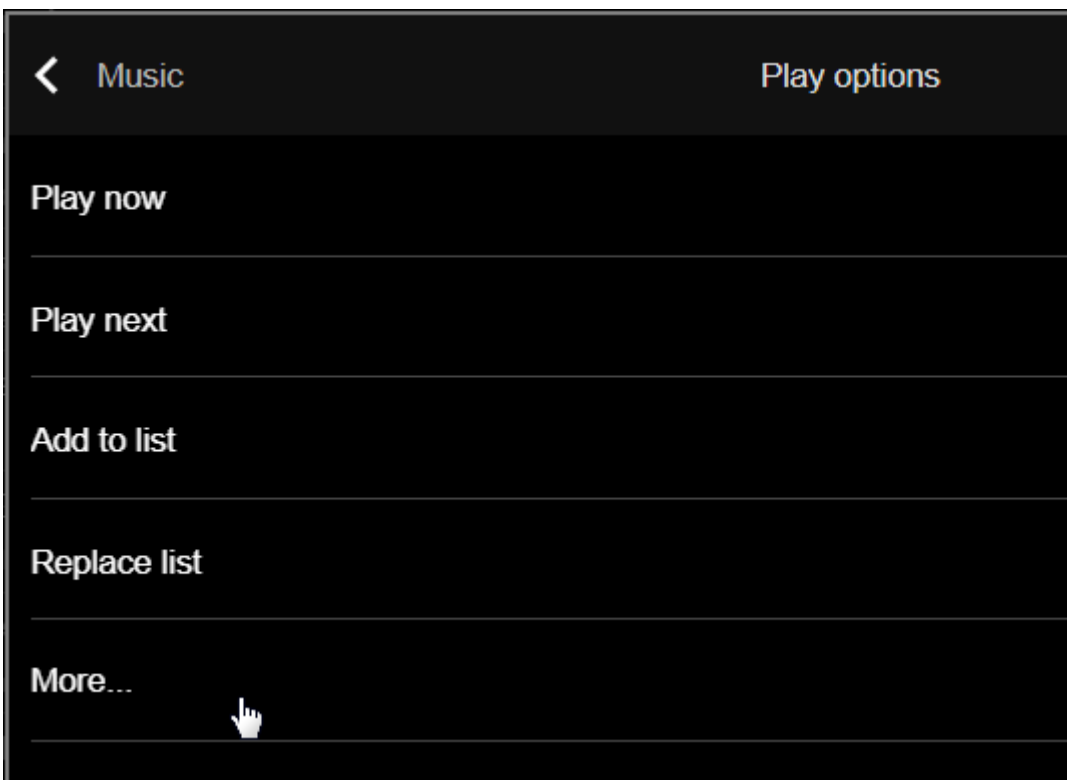 Music Play options
Play now
Play next
Add to list
Replace list
More...